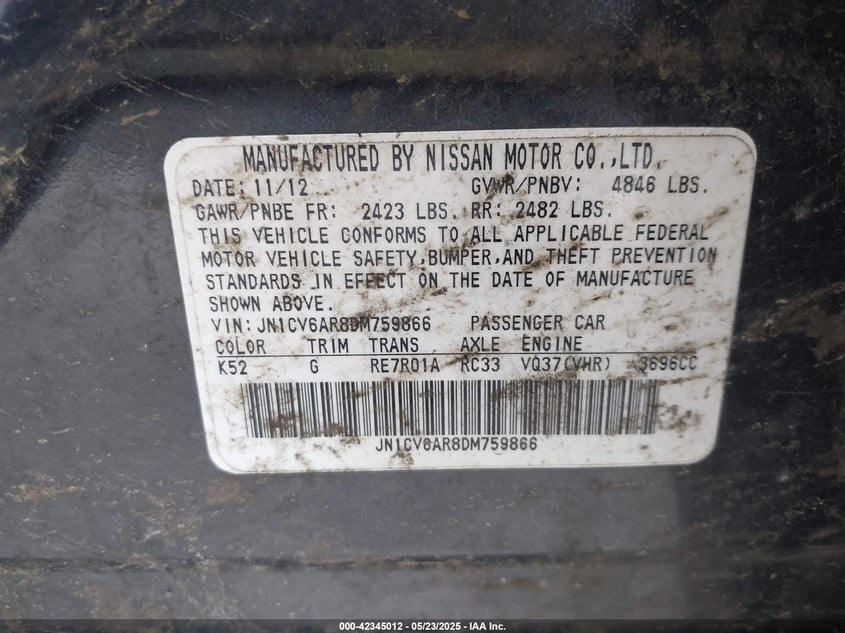 MANUFACTURED BY NISSAN MOTOR CO.,LTD.
DATE: 11/12 GVWR/PNBV: 4846 LBS.
GAWR/PNBE FR: 2423 LBS. RR: 2482 LBS.
THIS VEHICLE CONFORMS TO ALL APPLICABLE FEDERAL
MOTOR VEHICLE SAFETY,BUMPER,AND THEFT PREVENTION
STANDARDS IN EFFECT ON THE DATE OF MANUFACTURE
SHOWN ABOVE.
VIN:JN1CV6AR8DM759866 PASSENGER CAR
COLOR TRIM TRANS AXLE ENGINE
K52 G RE7R01A RC33 VQ37(VHR) 3696CC
JN1CV6AR8DM759866
000-42345012 - 05/23/2025 - IAA Inc.